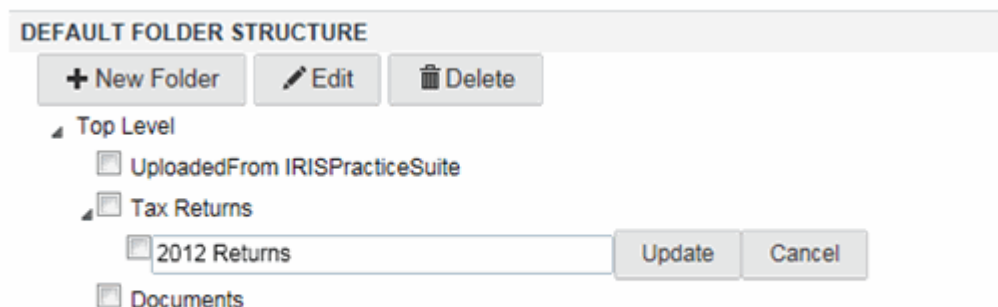 DEFAULT FOLDER STRUCTURE
New Folder Edit Delete
Top Level
UploadedFrom IRISPracticeSuite
Tax Returns
2012 Returns Update Cancel
Documents